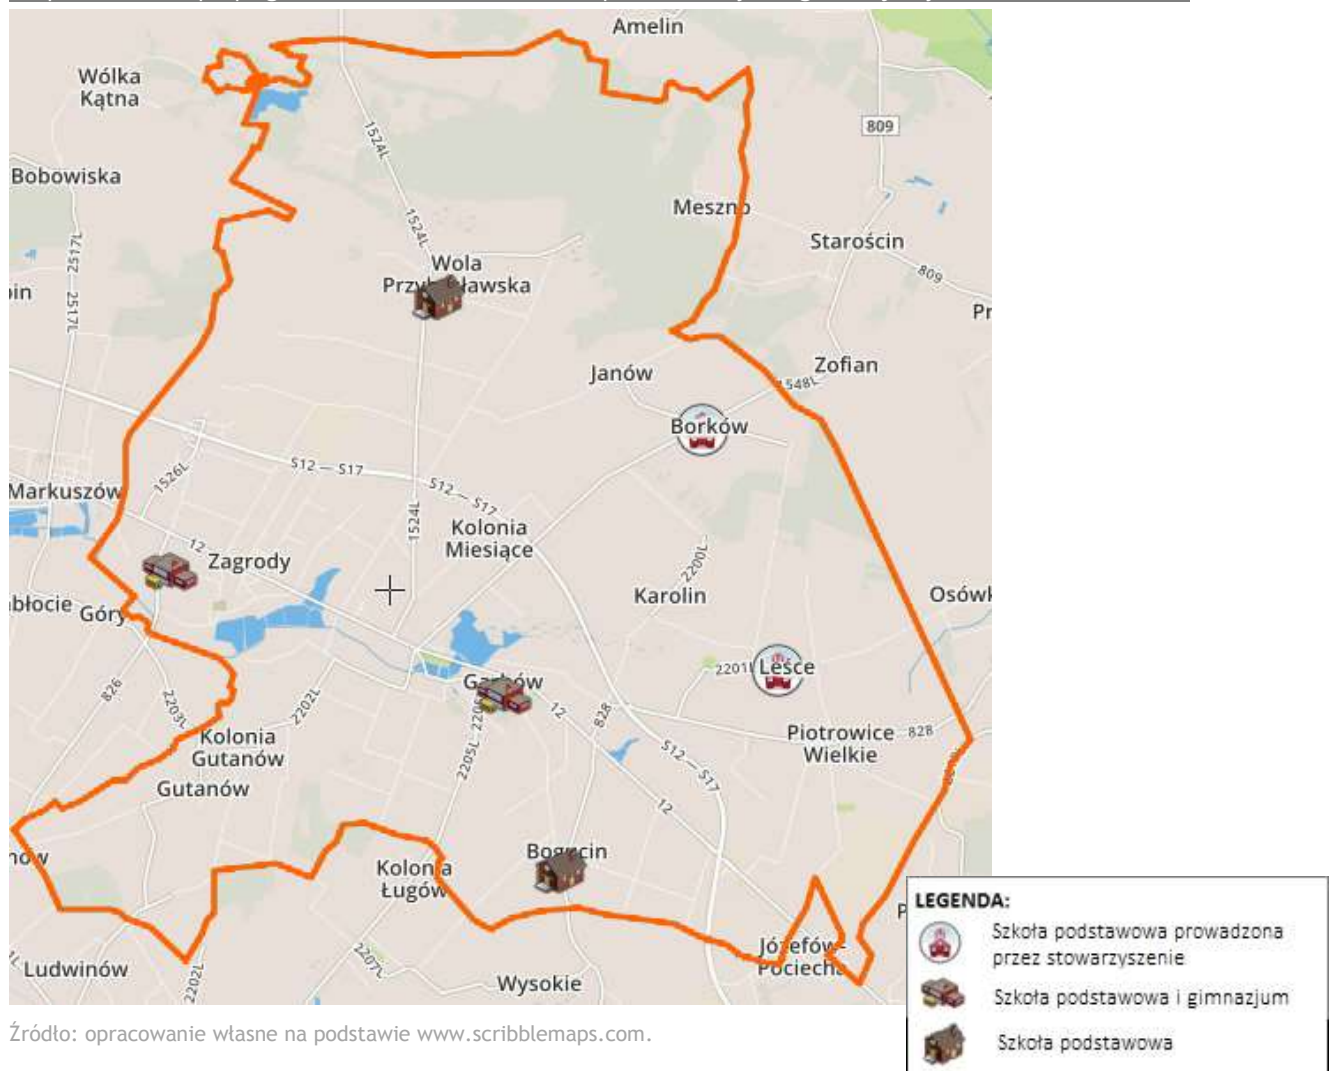 Amelin
Wólka
Kątna
809
Bobowiska
1524L
Meszno
1524L
Starościn
2517L
809
Wola
2517L
Przybysławska
Janów
Zofian
1548L
Borków
S12 — S17
1526L
S12 — S17
Markuszów
1524L
Kolonia
Miesiące
12
Zagrody
2200L
Karolin
Osówk
błocie
Góry
2201L
Leśce
Garbów
826
2203L
2202L
12
828
Piotrowice
Wielkie
828
Kolonia
Gutanów
2205L
S12 — S17
Gutanów
12
Bogucin
Kolonia
Ługów
LEGENDA:
Szkoła podstawowa prowadzona
przez stowarzyszenie
Józefów-
Pociecha
2207L
Ludwinów
2202L
Wysokie
Szkoła podstawowa i gimnazjum
Źródło: opracowanie własne na podstawie www.scribblemaps.com.
Szkoła podstawowa